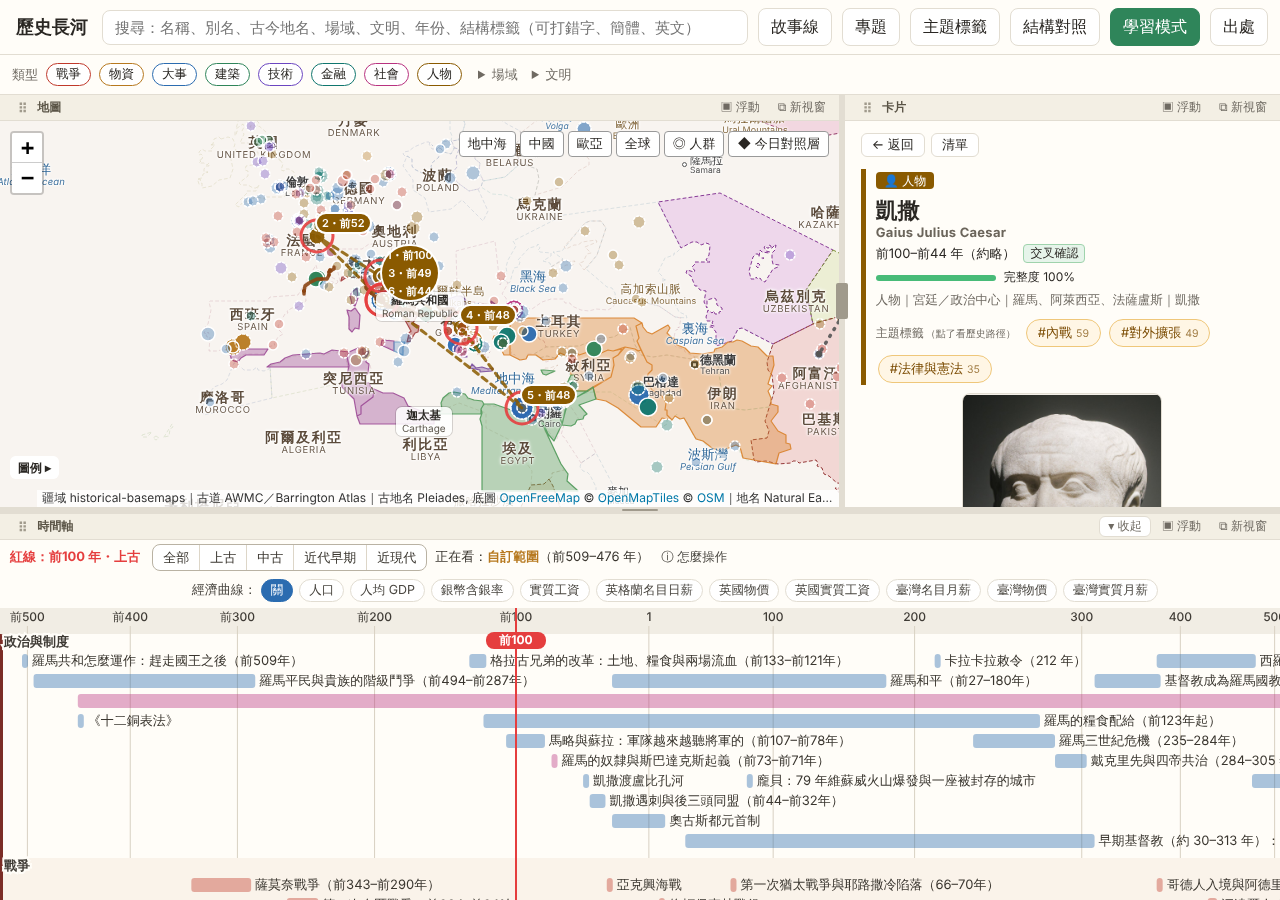 歷史長河
搜尋：名稱、別名、古今地名、場域、文明、年份、結構標籤（可打錯字、簡體、英文）
故事線
專題
主題標籤
結構對照
學習模式
出處
類型
戰爭
物資
大事
建築
技術
金融
社會
人物
▶ 場域
▶ 文明
地圖
▣ 浮動
⧉ 新視窗
+
−
地中海
中國
歐亞
全球
◎ 人群
◆ 今日對照層
DENMARK
Volga
歐洲
Ural Mountains
UNITED KINGDOM
BELARUS
薩馬拉
Samara
倫敦
德國
GERMANY
波蘭
POLAND
烏克蘭
UKRAINE
2・前52
奧地利
AUSTRIA
前100
3・前49
6・前44
羅馬共和國
Roman Republic
4・前48
黑海
Black Sea
高加索山脈
Caucasus Mountains
裏海
Caspian Sea
烏茲別克
UZBEKISTAN
西班牙
SPAIN
土耳其
TURKEY
敘利亞
SYRIA
德黑蘭
Tehran
巴格達
Baghdad
伊朗
IRAN
突尼西亞
TUNISIA
地中海
5・前48
Cairo
摩洛哥
MOROCCO
迦太基
Carthage
阿爾及利亞
ALGERIA
利比亞
LIBYA
埃及
EGYPT
波斯灣
Persian Gulf
圖例 ▸
疆域 historical-basemaps｜古道 AWMC／Barrington Atlas｜古地名 Pleiades, 底圖 OpenFreeMap © OpenMapTiles © OSM｜地名 Natural Ea…
卡片
▣ 浮動
⧉ 新視窗
← 返回
清單
👤 人物
凱撒
Gaius Julius Caesar
前100–前44 年（約略）
交叉確認
完整度 100%
人物｜宮廷／政治中心｜羅馬、阿萊西亞、法薩盧斯｜凱撒
主題標籤（點了看歷史路徑）
#內戰 59
#對外擴張 49
#法律與憲法 35
時間軸
▾ 收起
▣ 浮動
⧉ 新視窗
紅線：前100 年 · 上古
全部
上古
中古
近代早期
近現代
正在看：自訂範圍（前509–476 年）
ⓘ 怎麼操作
經濟曲線：
關
人口
人均 GDP
銀幣含銀率
實質工資
英格蘭名目日薪
英國物價
英國實質工資
臺灣名目月薪
臺灣物價
臺灣實質月薪
前500
前400
前300
前200
前100
1
100
200
300
400
政治與制度
前100
羅馬共和怎麼運作：趕走國王之後（前509年）
格拉古兄弟的改革：土地、糧食與兩場流血（前133–前121年）
卡拉卡拉敕令（212 年）
羅馬平民與貴族的階級鬥爭（前494–前287年）
羅馬和平（前27–180年）
基督教成為羅馬國教
《十二銅表法》
羅馬的糧食配給（前123年起）
馬略與蘇拉：軍隊越來越聽將軍的（前107–前78年）
羅馬三世紀危機（235–284年）
羅馬的奴隸與斯巴達克斯起義（前73–前71年）
戴克里先與四帝共治（284–305
凱撒渡盧比孔河
龐貝：79 年維蘇威火山爆發與一座被封存的城市
凱撒遇刺與後三頭同盟（前44–前32年）
奧古斯都元首制
早期基督教（約 30–313 年）：
戰爭
薩莫奈戰爭（前343–前290年）
亞克興海戰
第一次猶太戰爭與耶路撒冷陷落（66–70年）
哥德人入境與阿德里